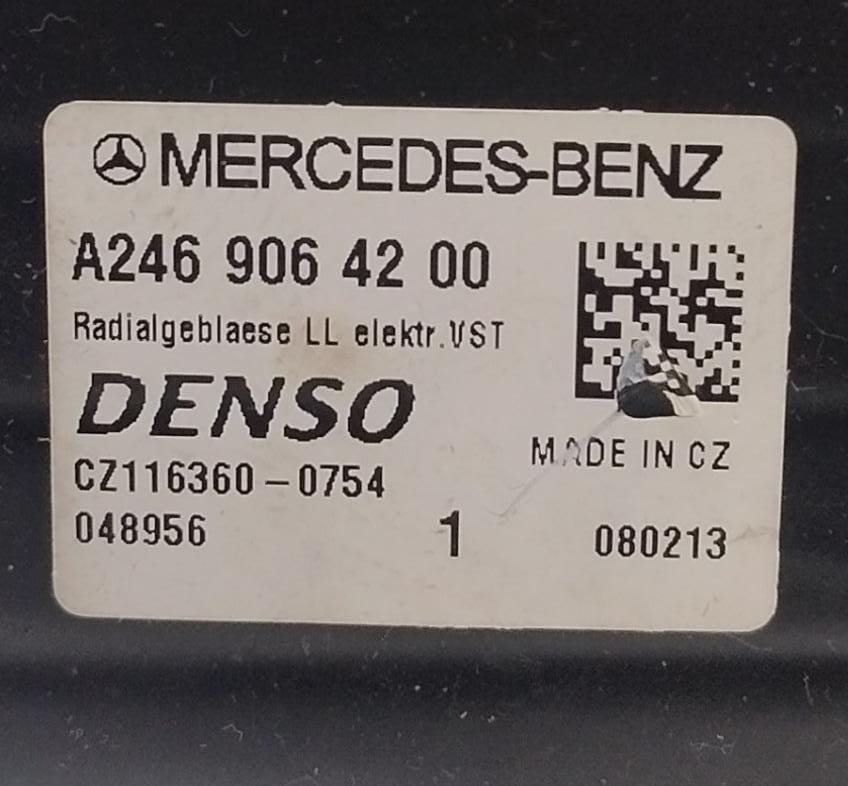 MERCEDES-BENZ
A246 906 42 00
Radialgeblaese LL elektr.VST
DENSO
MADE IN CZ
CZ116360-0754
048956 1 080213